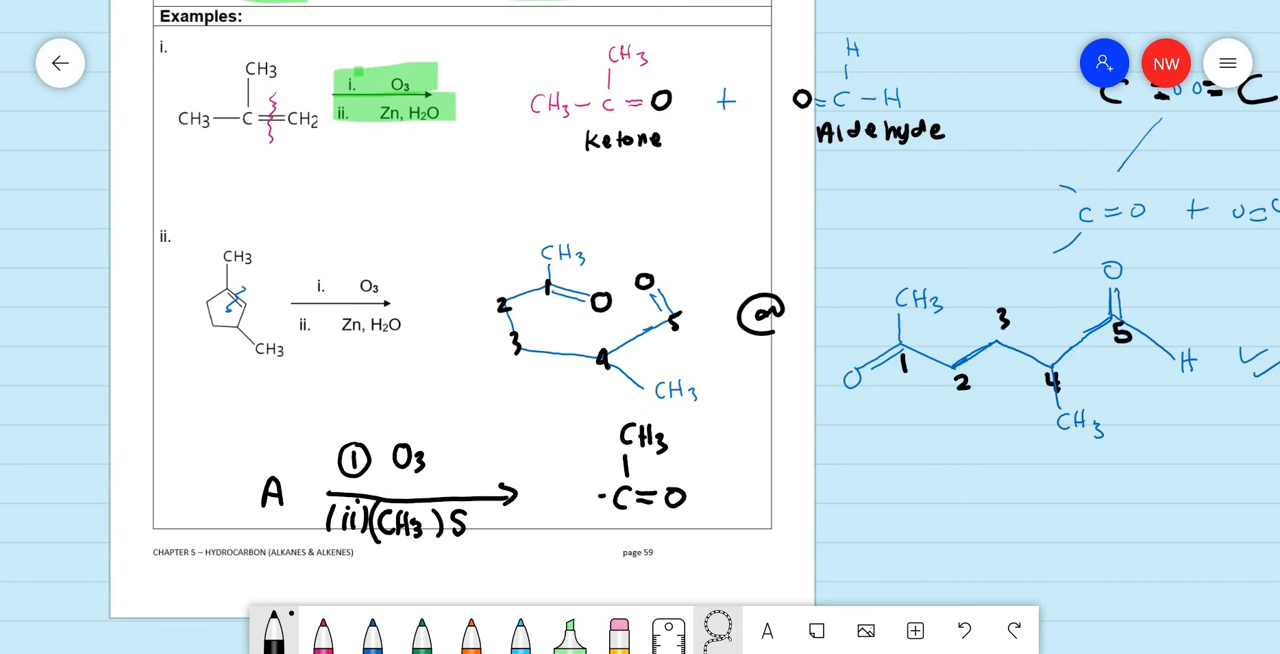 Examples:
i.
CH3
CH3 C CH2
i. O3
ii. Zn, H2O
CH3
|
CH3 - C = O + O = C - H
H
|
Ketone
Aldehyde
NW
C = O O = C
C = O + O = C
ii.
CH3
CH3
i. O3
ii. Zn, H2O
CH3
1
O
2
3
4
5
O
CH3
@
CH3
O
1
2
3
4
5
O
H
CH3
A
① O3
(ii)(CH3)S
CH3
|
-C=O
CHAPTER 5 – HYDROCARBON (ALKANES & ALKENES)
page 59
A